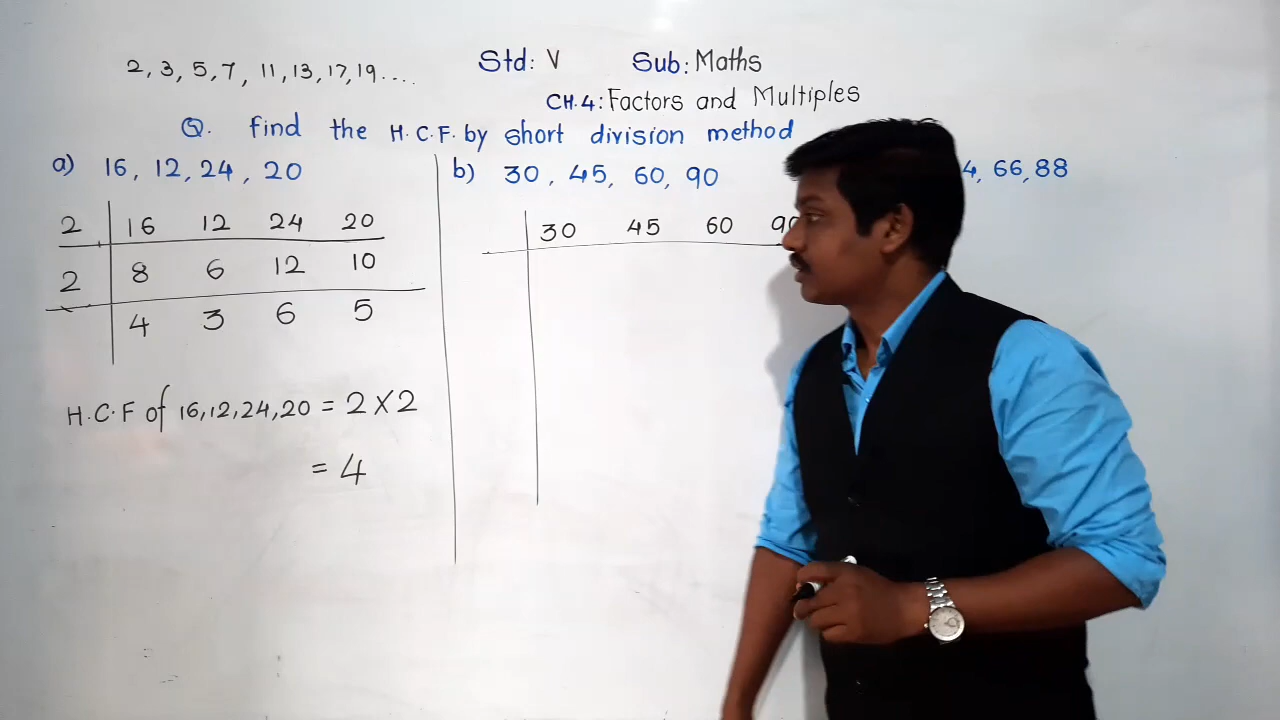 2, 3, 5, 7, 11, 13, 17, 19....
Std: V Sub: Maths
CH.4: Factors and Multiples
Q. find the H.C.F. by short division method
a) 16, 12, 24, 20
2 16 12 24 20
2 8 6 12 10
4 3 6 5
H.C.F of 16,12,24,20 = 2 X 2
= 4
b) 30, 45, 60, 90
30 45 60 90
4, 66, 88